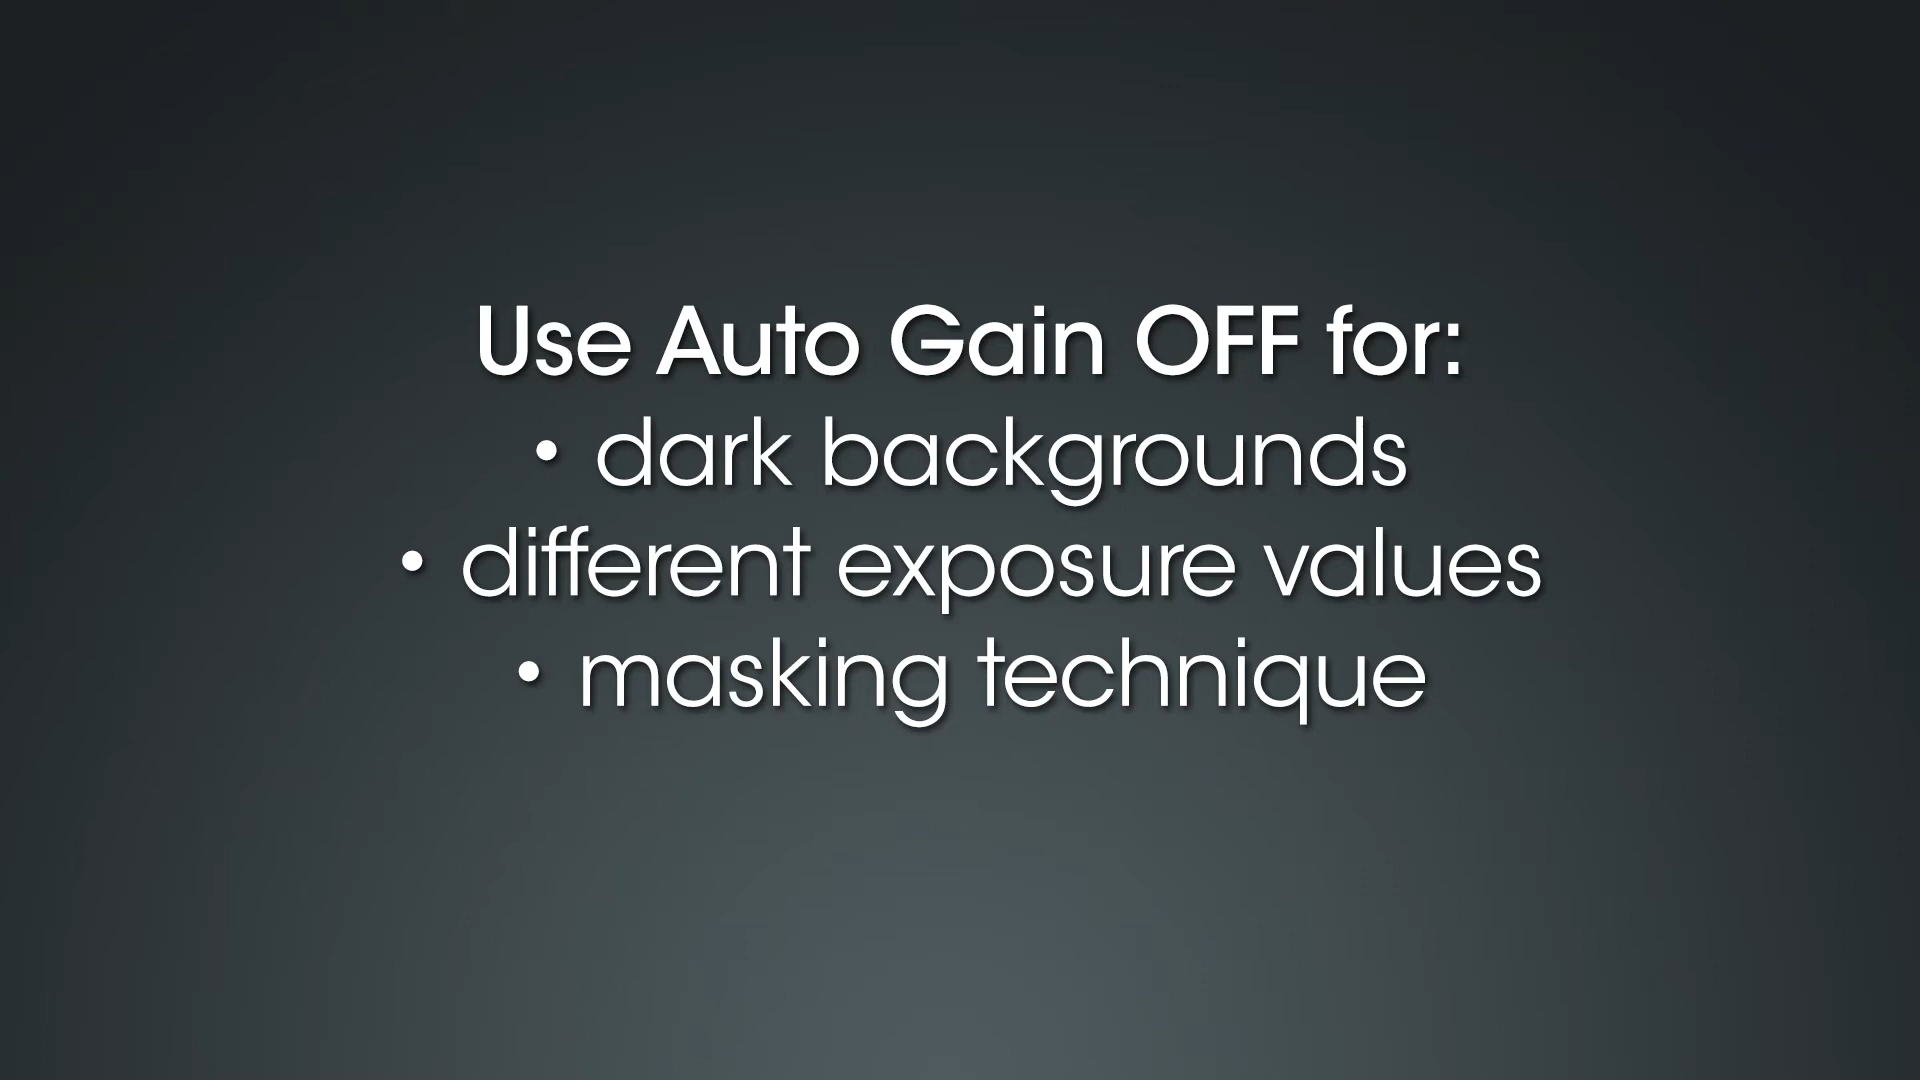 Use Auto Gain OFF for:
• dark backgrounds
• different exposure values
• masking technique